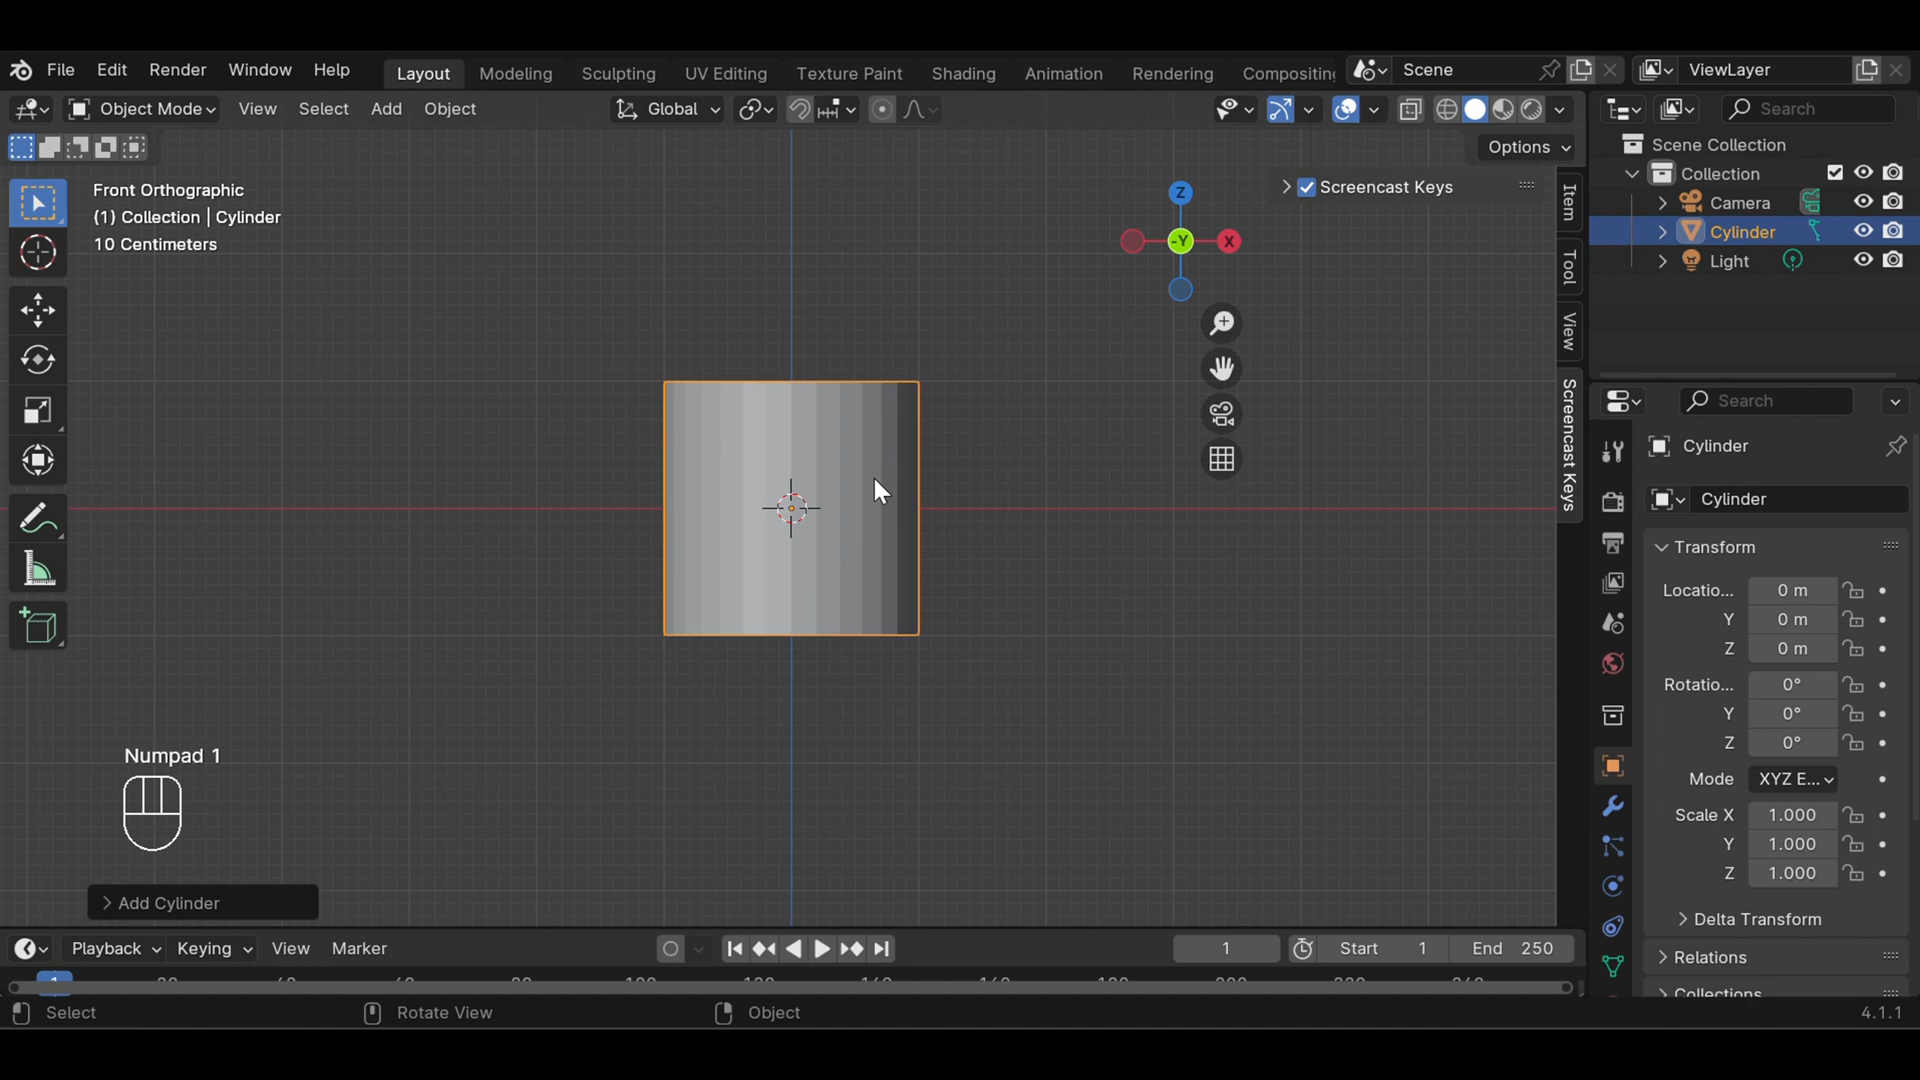 File Edit Render Window Help Layout Modeling Sculpting UV Editing Texture Paint Shading Animation Rendering Compositing Scene ViewLayer
Object Mode View Select Add Object Global Search
Options
Front Orthographic
(1) Collection | Cylinder
10 Centimeters
Screencast Keys
Z
-Y
X
Item
Tool
View
Screencast Keys
Scene Collection
Collection
Camera
Cylinder
Light
Search
Cylinder
Cylinder
Transform
Locatio... 0 m
Y 0 m
Z 0 m
Rotatio... 0°
Y 0°
Z 0°
Mode XYZ E...
Scale X 1.000
Y 1.000
Z 1.000
Delta Transform
Relations
Collections
Numpad 1
Add Cylinder
Playback Keying View Marker 1 Start 1 End 250
1
Select Rotate View Object 4.1.1